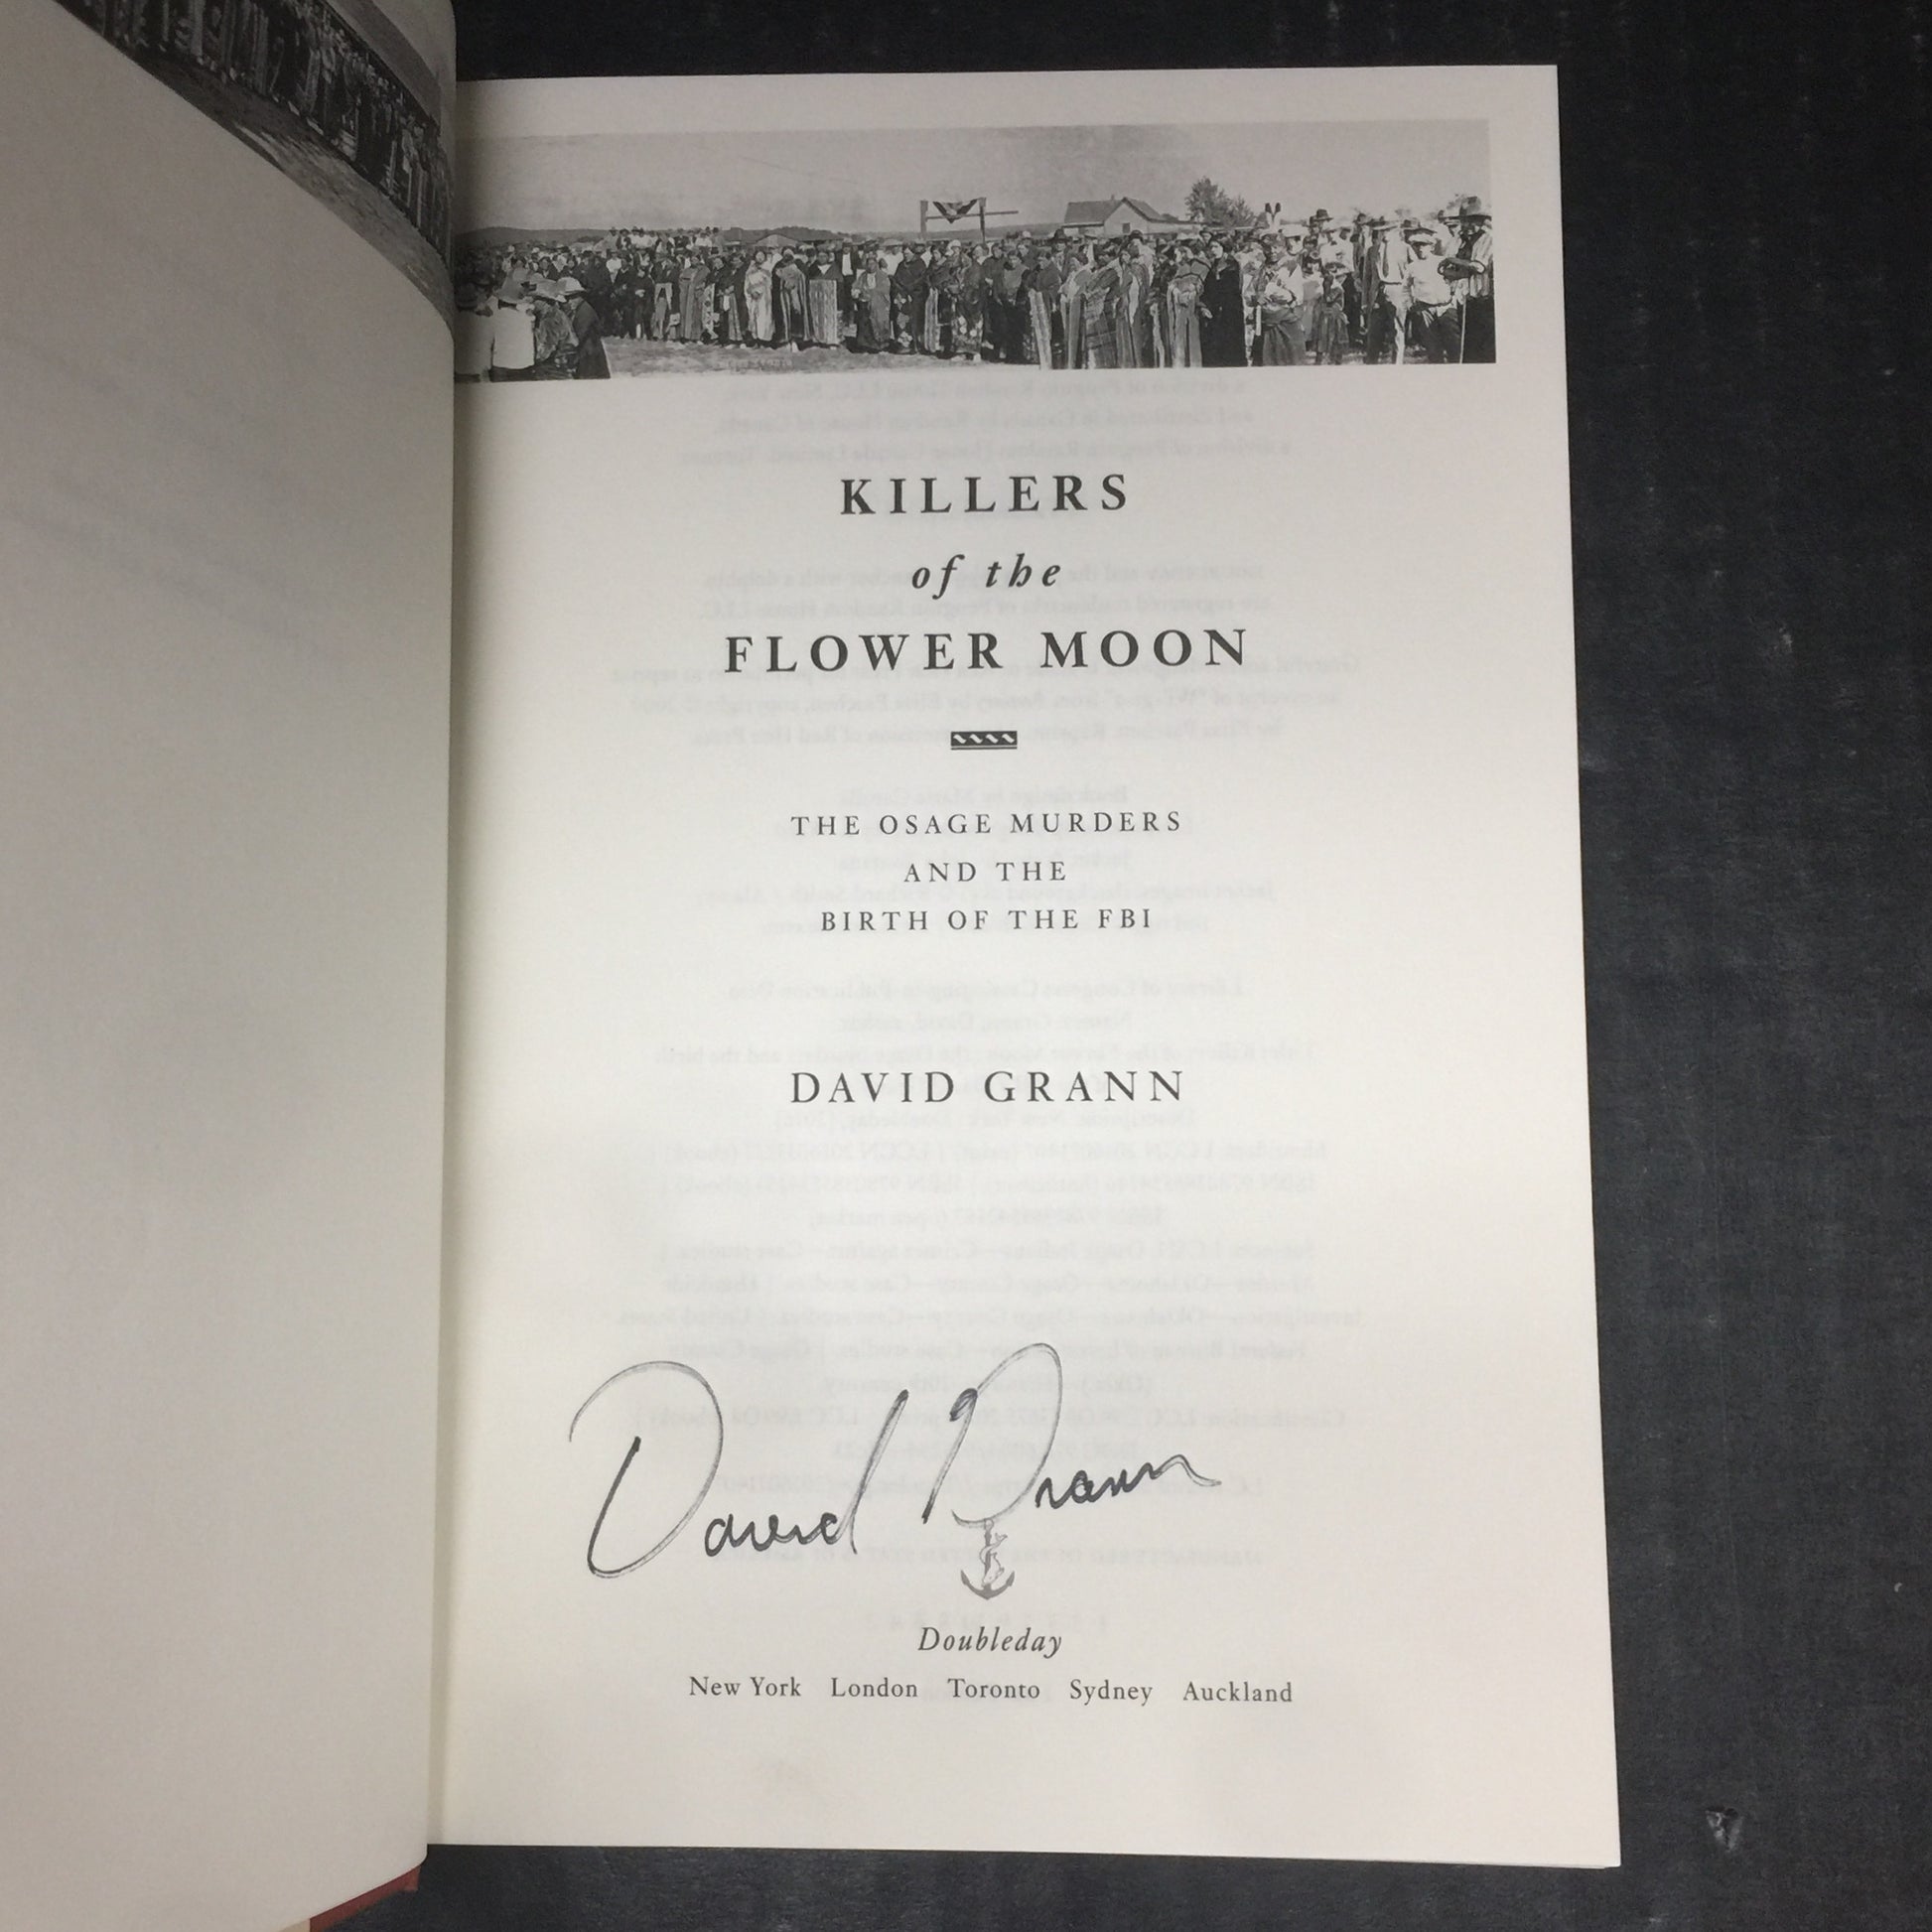 KILLERS
of the
FLOWER MOON
THE OSAGE MURDERS
AND THE
BIRTH OF THE FBI
DAVID GRANN
David Grann
Doubleday
New York London Toronto Sydney Auckland